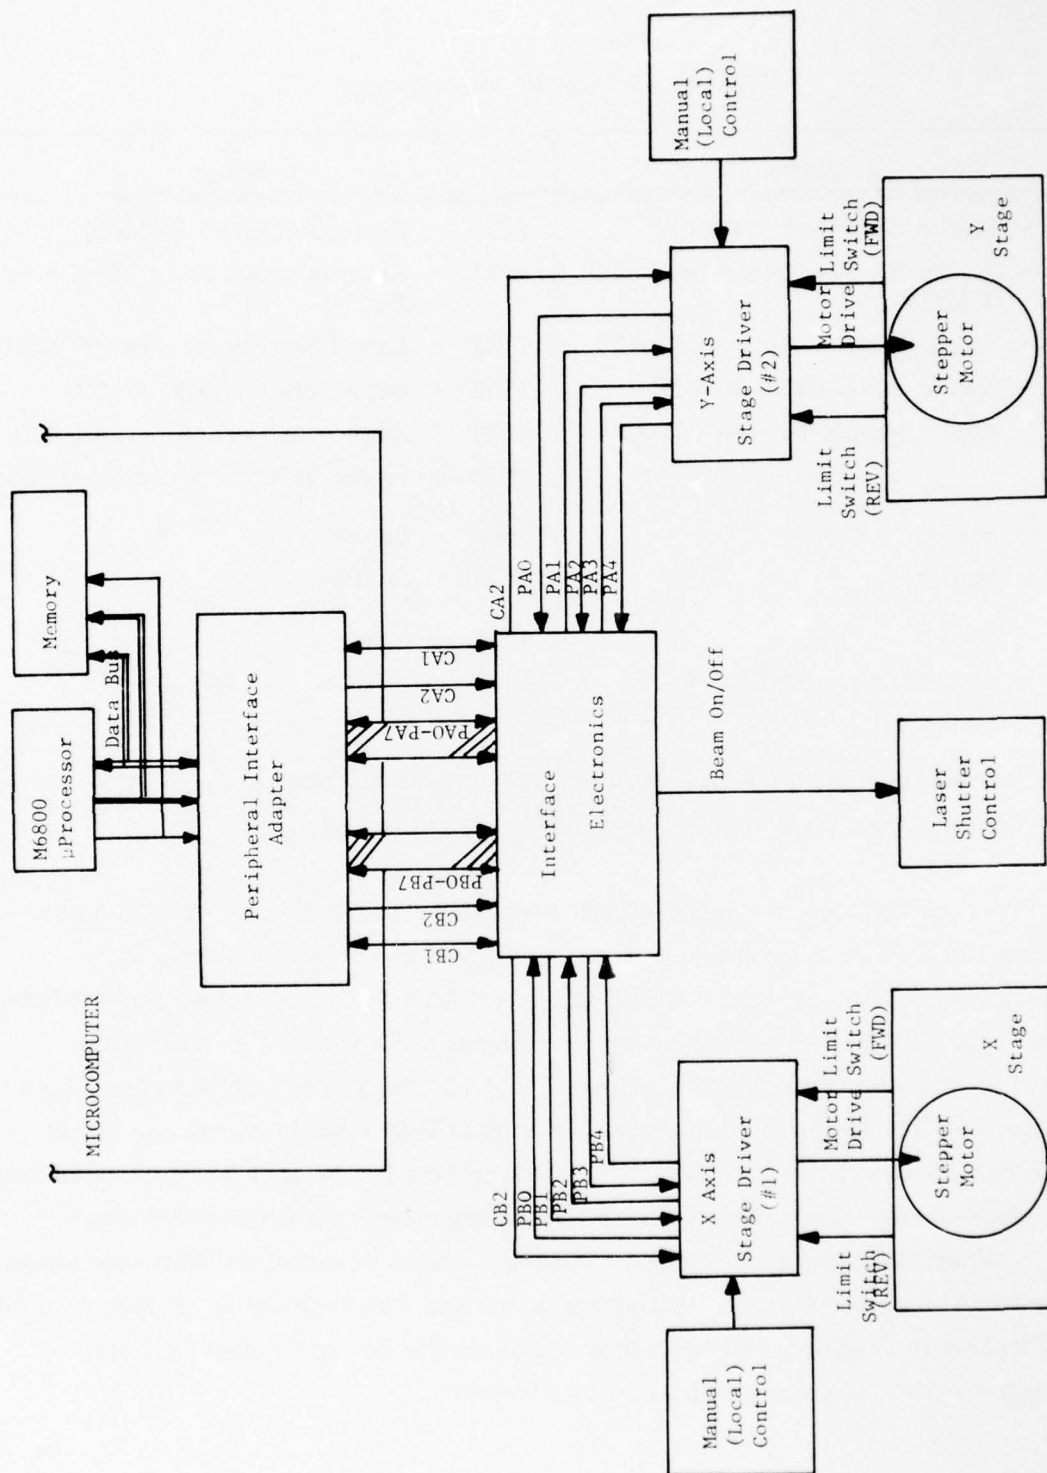 MICROCOMPUTER
M6800
μProcessor
Memory
Data Bus
Peripheral Interface
Adapter
CB1
CB2
PB0-PB7
PA0-PA7
CA2
CA1
Interface
Electronics
CB2
PB0
PB1
PB2
PB3
PB4
CA2
PA0
PA1
PA2
PA3
PA4
Beam On/Off
Manual
(Local)
Control
X Axis
Stage Driver
(#1)
Y-Axis
Stage Driver
(#2)
Manual
(Local)
Control
Limit
Switch
(REV)
Motor
Drive
Limit
Switch
(FWD)
Stepper
Motor
X
Stage
Laser
Shutter
Control
Limit
Switch
(REV)
Motor
Drive
Limit
Switch
(FWD)
Stepper
Motor
Y
Stage